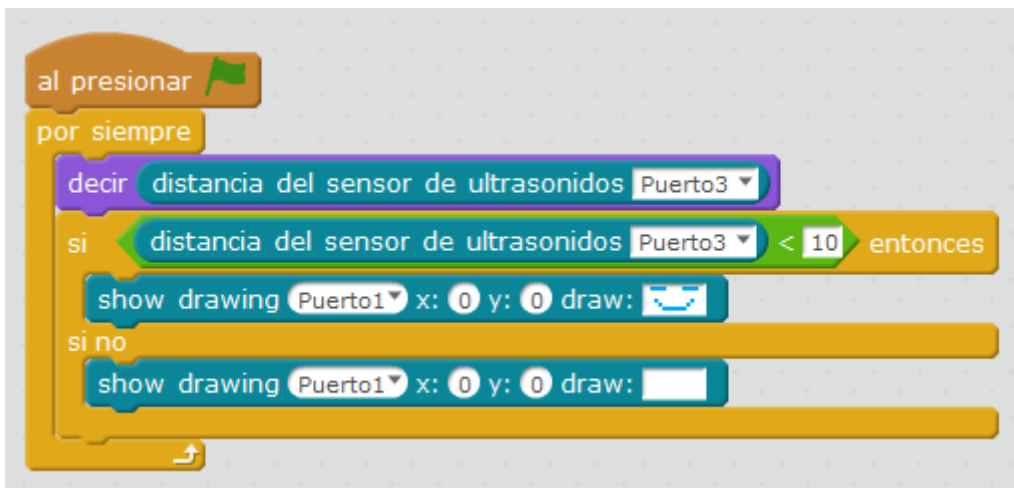 al presionar
por siempre
decir distancia del sensor de ultrasonidos Puerto3
si distancia del sensor de ultrasonidos Puerto3 < 10 entonces
show drawing Puerto1 x: 0 y: 0 draw:
si no
show drawing Puerto1 x: 0 y: 0 draw: